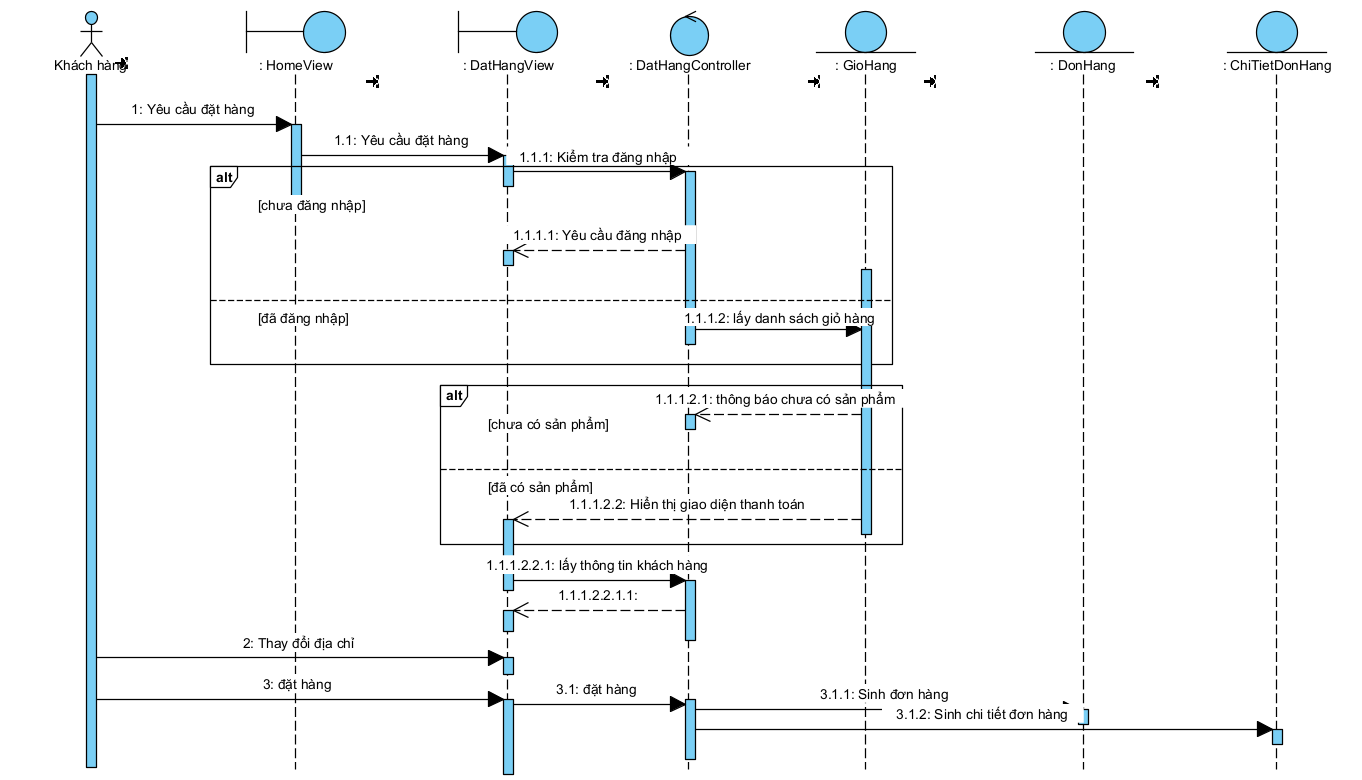 Khách hàng
: HomeView
: DatHangView
: DatHangController
: GioHang
: DonHang
: ChiTietDonHang
1: Yêu cầu đặt hàng
1.1: Yêu cầu đặt hàng
1.1.1: Kiểm tra đăng nhập
alt
[chưa đăng nhập]
1.1.1.1: Yêu cầu đăng nhập
[đã đăng nhập]
1.1.1.2: lấy danh sách giỏ hàng
alt
1.1.1.2.1: thông báo chưa có sản phẩm
[chưa có sản phẩm]
[đã có sản phẩm]
1.1.1.2.2: Hiển thị giao diện thanh toán
1.1.1.2.2.1: lấy thông tin khách hàng
1.1.1.2.2.1.1:
2: Thay đổi địa chỉ
3: đặt hàng
3.1: đặt hàng
3.1.1: Sinh đơn hàng
3.1.2: Sinh chi tiết đơn hàng